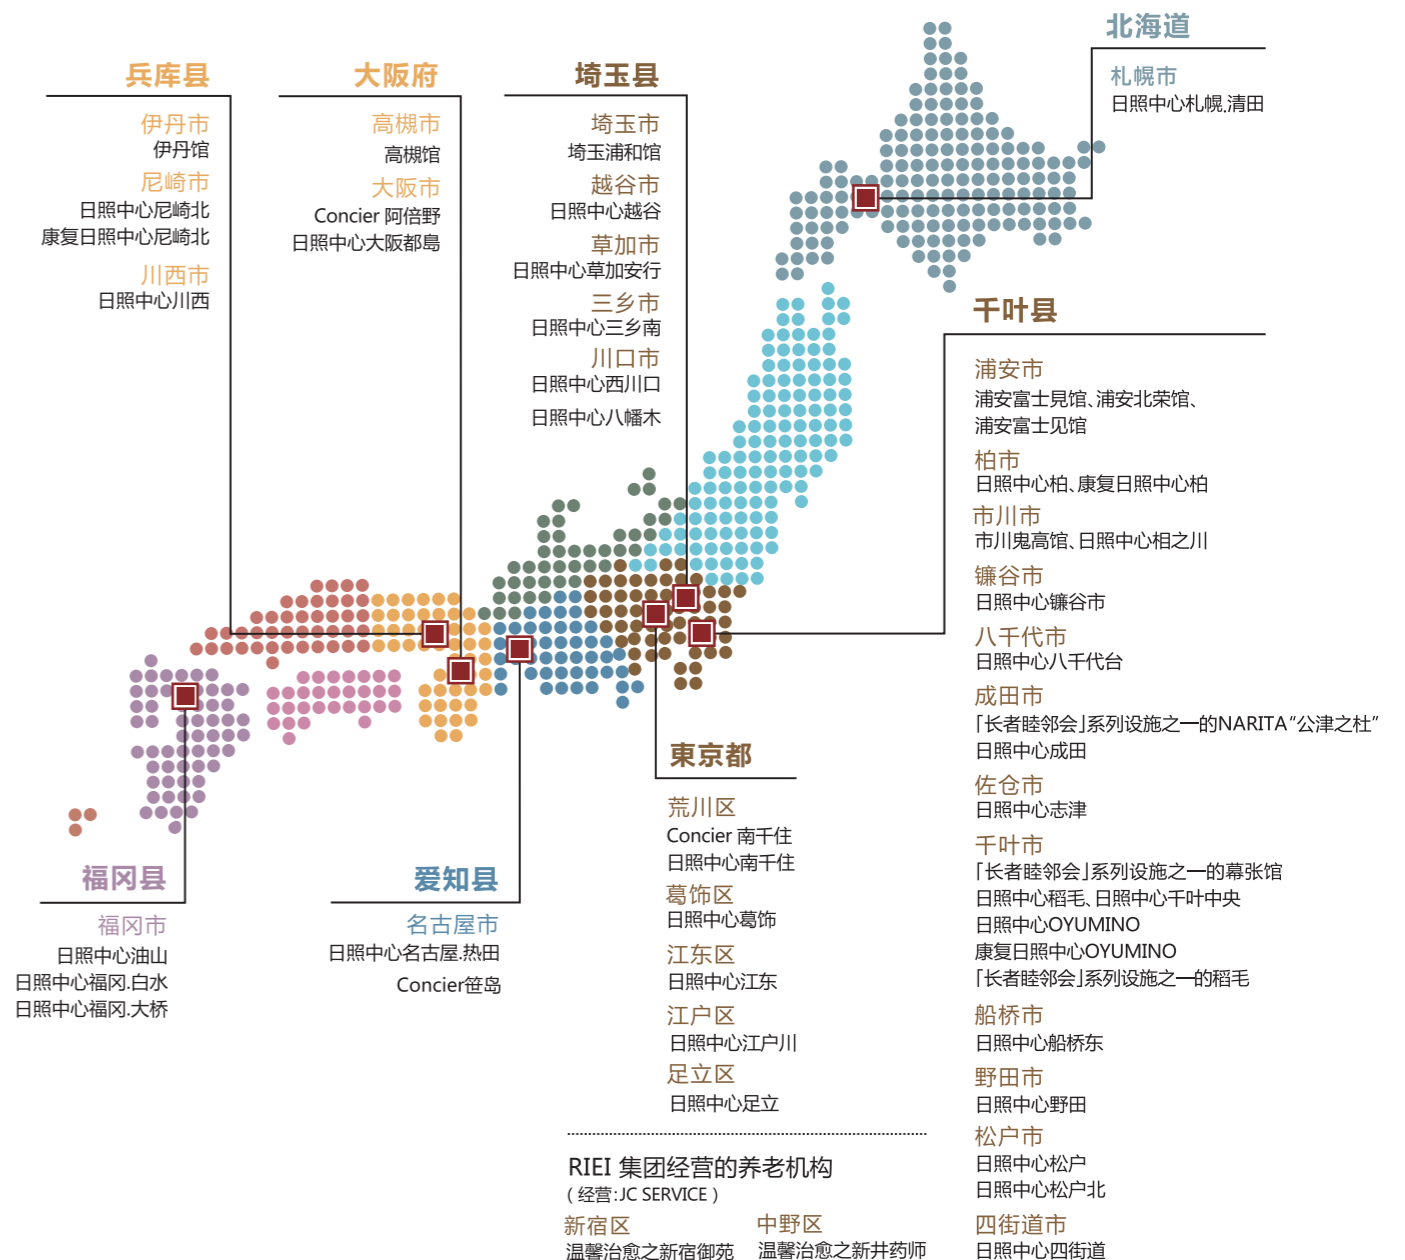 兵库县
伊丹市
伊丹馆
尼崎市
日照中心尼崎北
康复日照中心尼崎北
川西市
日照中心川西
大阪府
高槻市
高槻馆
大阪市
Concier 阿倍野
日照中心大阪都島
埼玉县
埼玉市
埼玉浦和馆
越谷市
日照中心越谷
草加市
日照中心草加安行
三乡市
日照中心三乡南
川口市
日照中心西川口
日照中心八幡木
北海道
札幌市
日照中心札幌.清田
千叶县
浦安市
浦安富士見馆、浦安北荣馆、
浦安富士见馆
柏市
日照中心柏、康复日照中心柏
市川市
市川鬼高馆、日照中心相之川
镰谷市
日照中心镰谷市
八千代市
日照中心八千代台
成田市
「长者睦邻会」系列设施之一的NARITA“公津之杜”
日照中心成田
佐仓市
日照中心志津
千叶市
「长者睦邻会」系列设施之一的幕张馆
日照中心稻毛、日照中心千叶中央
日照中心OYUMINO
康复日照中心OYUMINO
「长者睦邻会」系列设施之一的稻毛
船桥市
日照中心船桥东
野田市
日照中心野田
松户市
日照中心松户
日照中心松户北
四街道市
日照中心四街道
福冈县
福冈市
日照中心油山
日照中心福冈.白水
日照中心福冈.大桥
爱知县
名古屋市
日照中心名古屋.热田
Concier笹岛
東京都
荒川区
Concier 南千住
日照中心南千住
葛饰区
日照中心葛饰
江东区
日照中心江东
江户区
日照中心江户川
足立区
日照中心足立
RIEI 集团经营的养老机构
( 经营:JC SERVICE )
新宿区
温馨治愈之新宿御苑
中野区
温馨治愈之新井药师